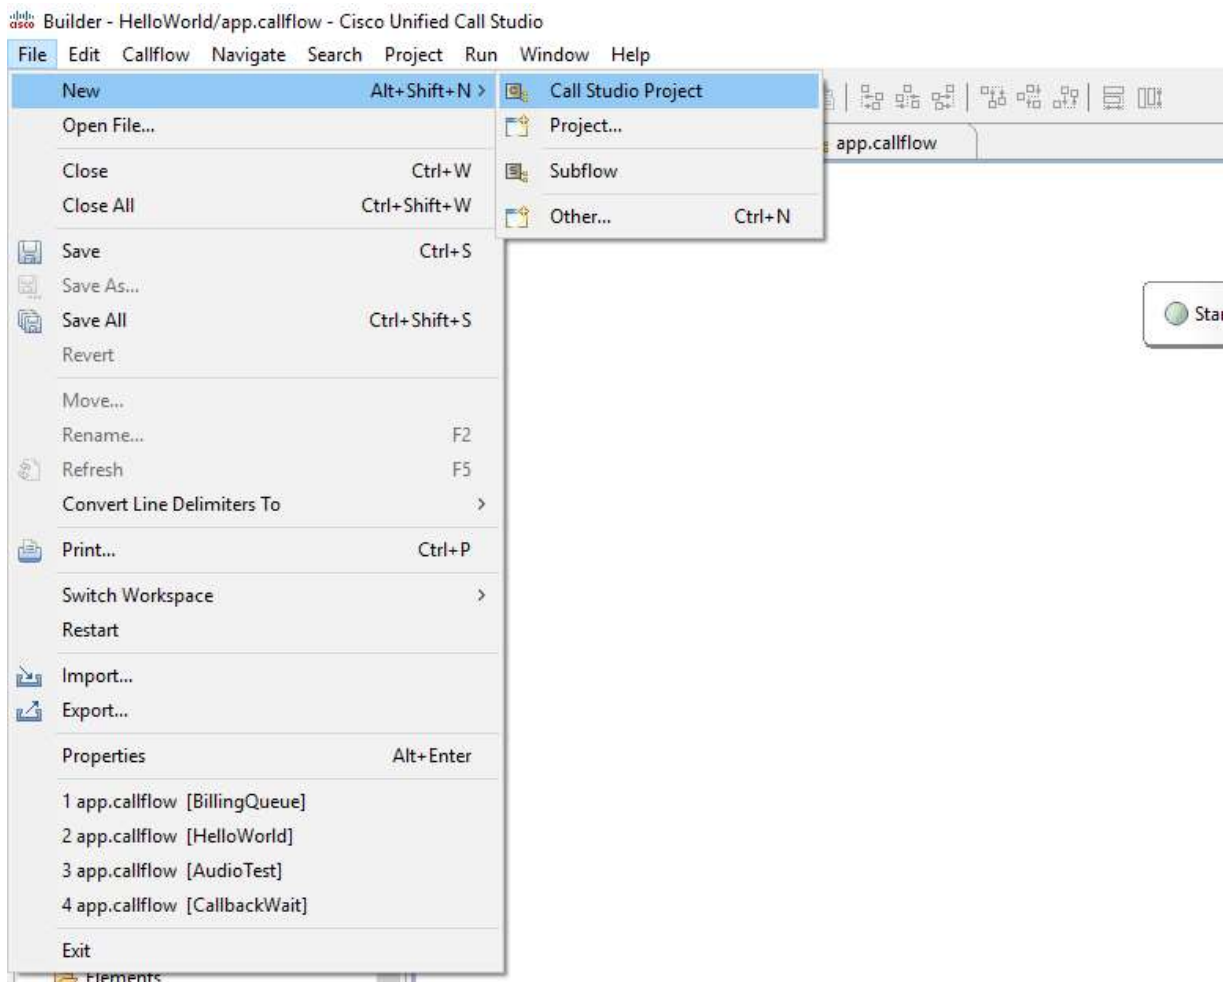 cisco Builder - HelloWorld/app.callflow - Cisco Unified Call Studio
File Edit Callflow Navigate Search Project Run Window Help
New Alt+Shift+N >
Call Studio Project
Open File...
Project...
app.callflow
Close Ctrl+W
Subflow
Close All Ctrl+Shift+W
Other... Ctrl+N
Save Ctrl+S
Save As...
Save All Ctrl+Shift+S
Revert
Move...
Rename... F2
Refresh F5
Convert Line Delimiters To >
Print... Ctrl+P
Switch Workspace >
Restart
Import...
Export...
Properties Alt+Enter
1 app.callflow [BillingQueue]
2 app.callflow [HelloWorld]
3 app.callflow [AudioTest]
4 app.callflow [CallbackWait]
Exit
Elements